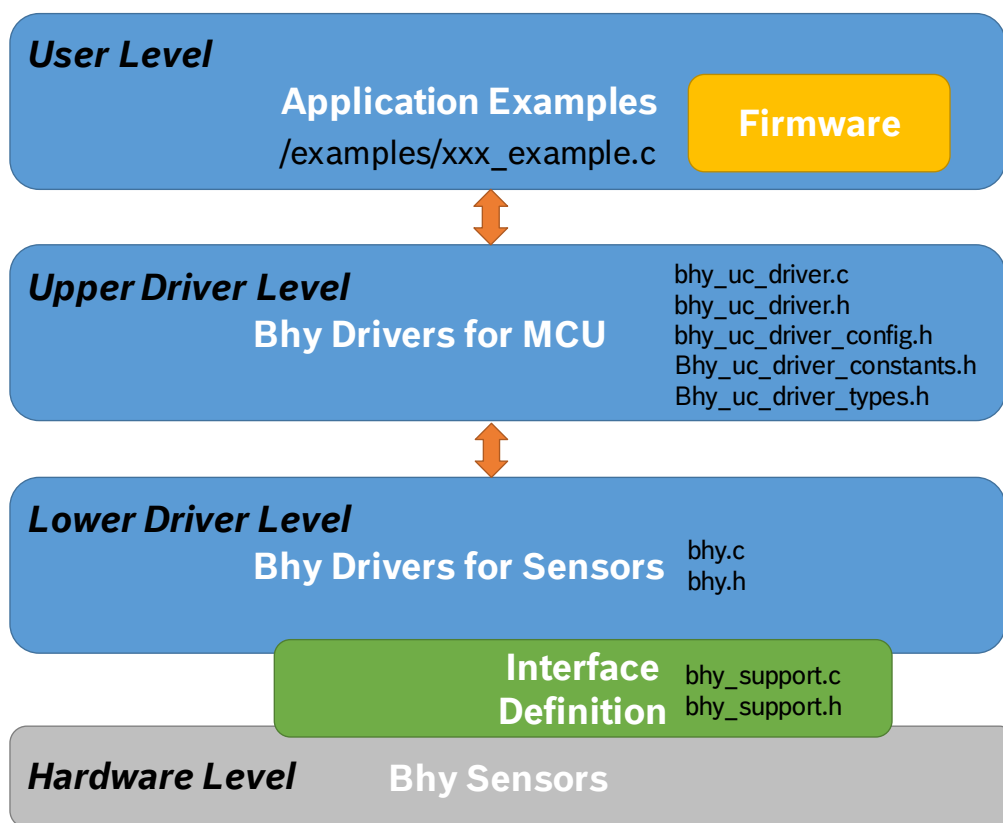 User Level
Application Examples
/examples/xxx_example.c
Firmware
Upper Driver Level
Bhy Drivers for MCU
bhy_uc_driver.c
bhy_uc_driver.h
bhy_uc_driver_config.h
Bhy_uc_driver_constants.h
Bhy_uc_driver_types.h
Lower Driver Level
Bhy Drivers for Sensors
bhy.c
bhy.h
Interface
Definition
bhy_support.c
bhy_support.h
Hardware Level
Bhy Sensors